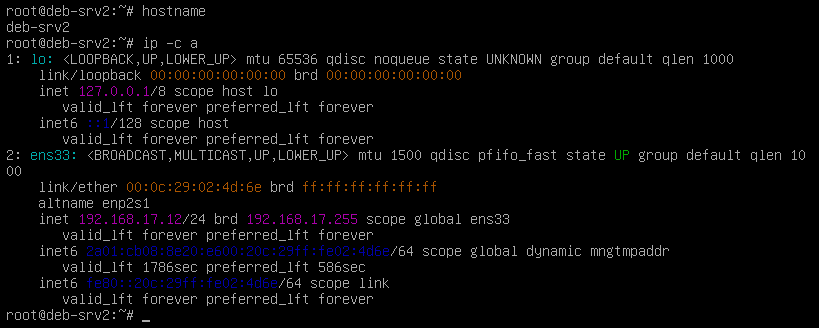 root@deb-srv2:~# hostname
deb-srv2
root@deb-srv2:~# ip -c a
1: lo: <LOOPBACK,UP,LOWER_UP> mtu 65536 qdisc noqueue state UNKNOWN group default qlen 1000
    link/loopback 00:00:00:00:00:00 brd 00:00:00:00:00:00
    inet 127.0.0.1/8 scope host lo
       valid_lft forever preferred_lft forever
    inet6 ::1/128 scope host
       valid_lft forever preferred_lft forever
2: ens33: <BROADCAST,MULTICAST,UP,LOWER_UP> mtu 1500 qdisc pfifo_fast state UP group default qlen 10
00
    link/ether 00:0c:29:02:4d:6e brd ff:ff:ff:ff:ff:ff
    altname enp2s1
    inet 192.168.17.12/24 brd 192.168.17.255 scope global ens33
       valid_lft forever preferred_lft forever
    inet6 2a01:cb08:8e20:e600:20c:29ff:fe02:4d6e/64 scope global dynamic mngtmpaddr
       valid_lft 1786sec preferred_lft 586sec
    inet6 fe80::20c:29ff:fe02:4d6e/64 scope link
       valid_lft forever preferred_lft forever
root@deb-srv2:~# _